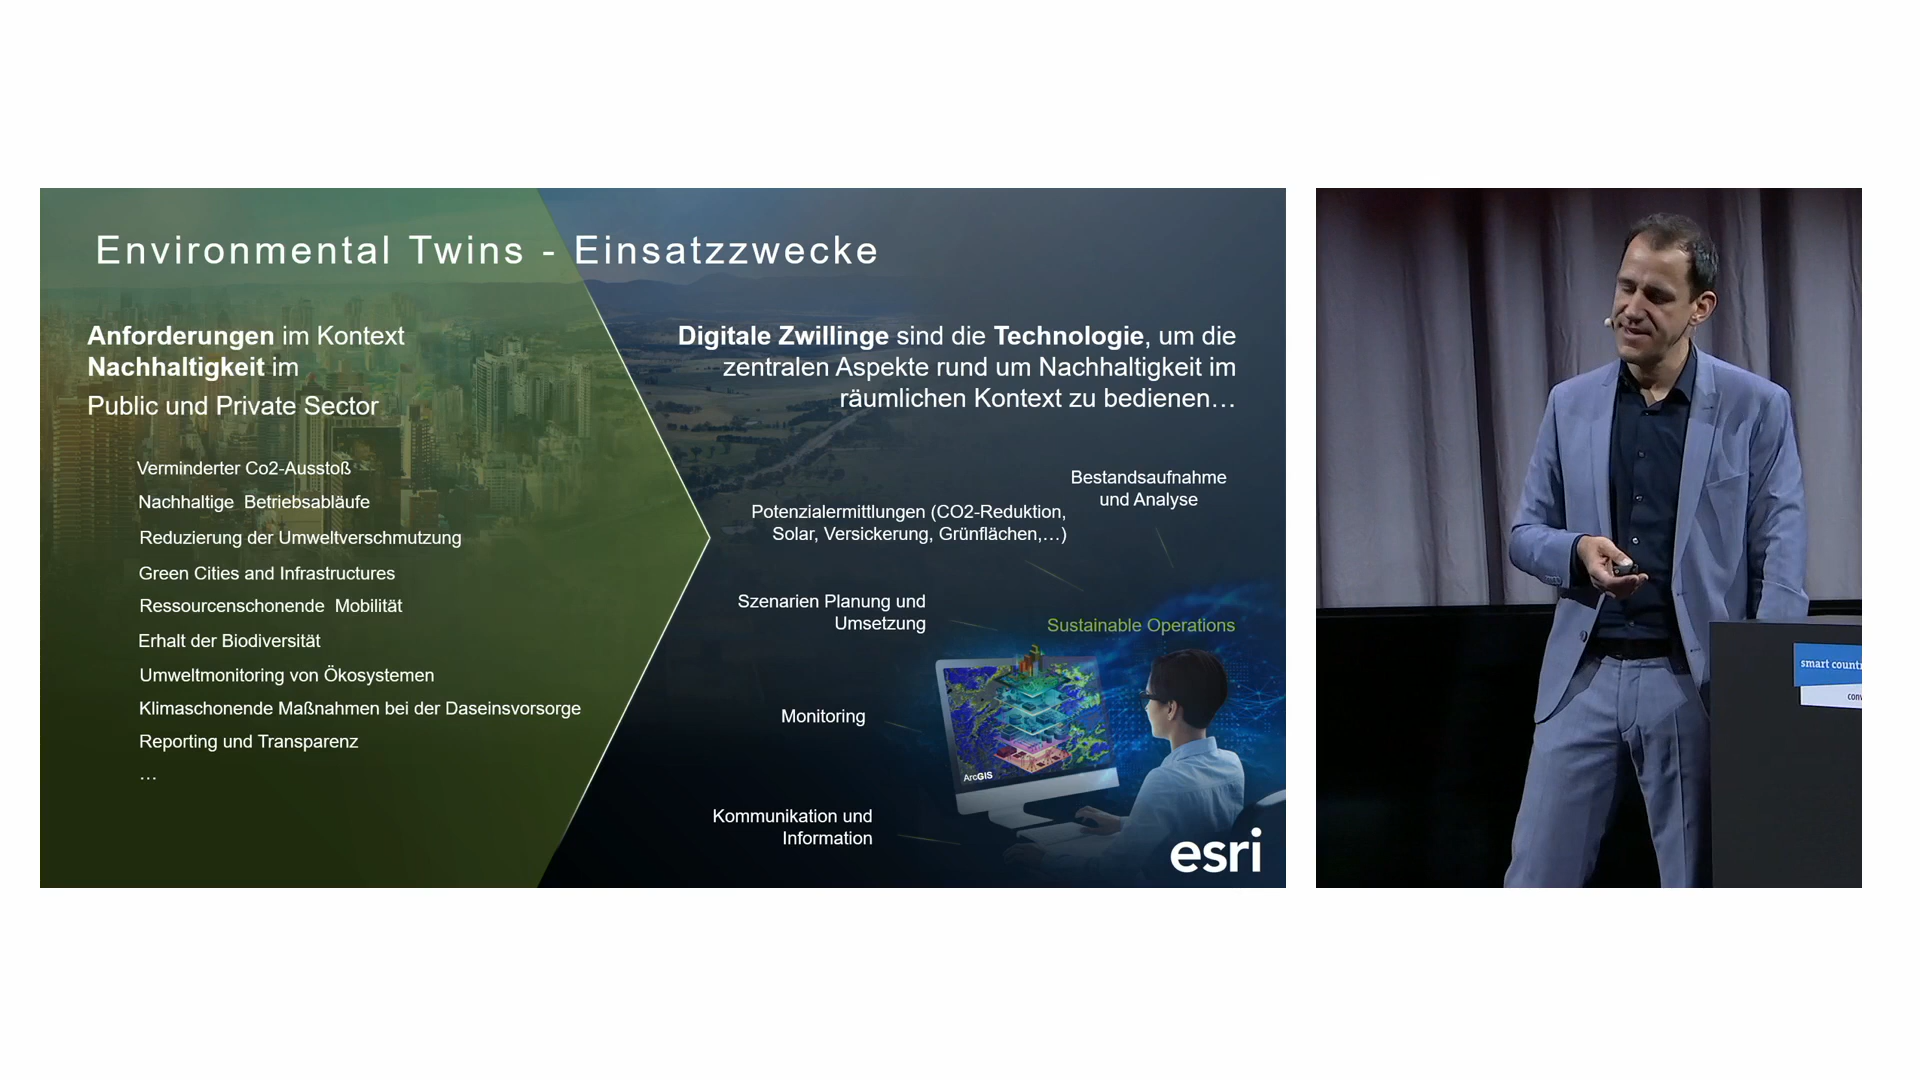 Environmental Twins - Einsatzzwecke
Anforderungen im Kontext
Nachhaltigkeit im
Public und Private Sector
Verminderter Co2-Ausstoß
Nachhaltige  Betriebsabläufe
Reduzierung der Umweltverschmutzung
Green Cities and Infrastructures
Ressourcenschonende  Mobilität
Erhalt der Biodiversität
Umweltmonitoring von Ökosystemen
Klimaschonende Maßnahmen bei der Daseinsvorsorge
Reporting und Transparenz
…
Digitale Zwillinge sind die Technologie, um die
zentralen Aspekte rund um Nachhaltigkeit im
räumlichen Kontext zu bedienen…
Bestandsaufnahme
und Analyse
Potenzialermittlungen (CO2-Reduktion,
Solar, Versickerung, Grünflächen,…)
Szenarien Planung und
Umsetzung
Sustainable Operations
Monitoring
ArcGIS
Kommunikation und
Information
esri
smart count
con